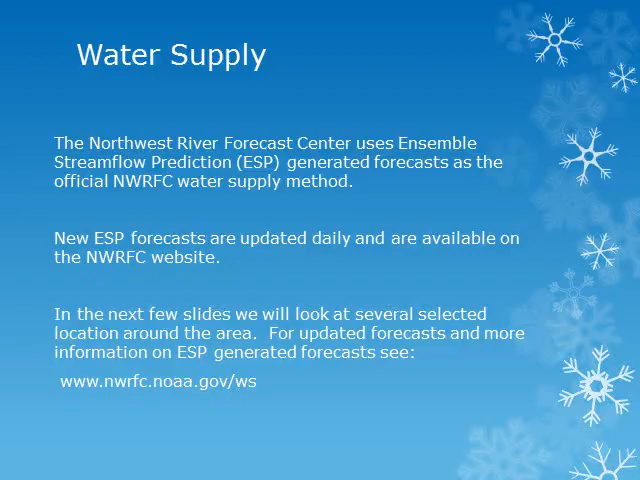 Water Supply
The Northwest River Forecast Center uses Ensemble
Streamflow Prediction (ESP) generated forecasts as the
official NWRFC water supply method.
New ESP forecasts are updated daily and are available on
the NWRFC website.
In the next few slides we will look at several selected
location around the area.  For updated forecasts and more
information on ESP generated forecasts see:
www.nwrfc.noaa.gov/ws